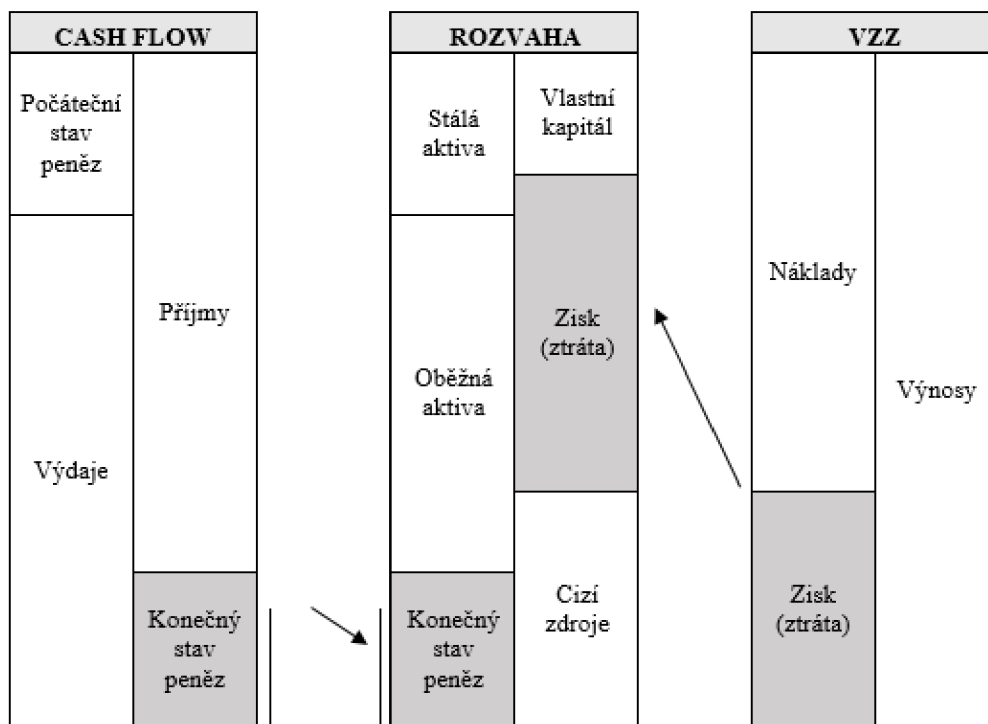 CASH FLOW
Počáteční
stav
peněz
Výdaje
Příjmy
Konečný
stav
peněz
ROZVAHA
Stálá
aktiva
Oběžná
aktiva
Konečný
stav
peněz
Vlastní
kapitál
Zisk
(ztráta)
Cizí
zdroje
VZZ
Náklady
Zisk
(ztráta)
Výnosy